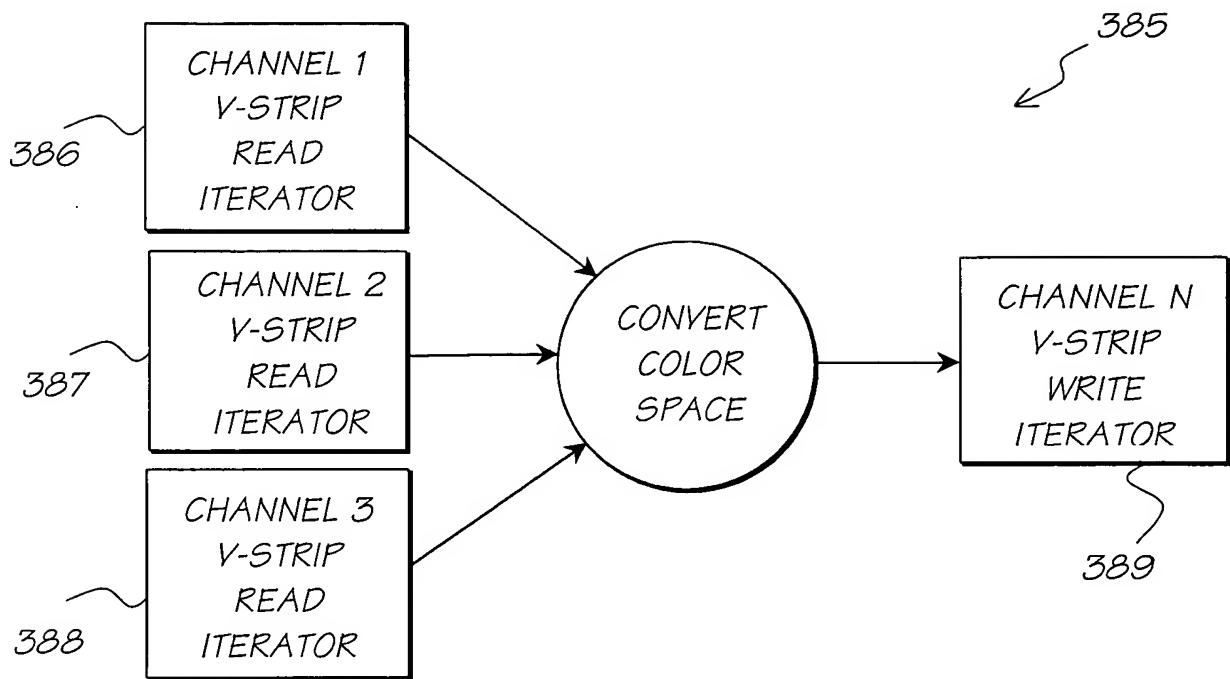 385
CHANNEL 1
V-STRIP
READ
ITERATOR
386
CHANNEL 2
V-STRIP
READ
ITERATOR
387
CHANNEL 3
V-STRIP
READ
ITERATOR
388
CONVERT
COLOR
SPACE
CHANNEL N
V-STRIP
WRITE
ITERATOR
389